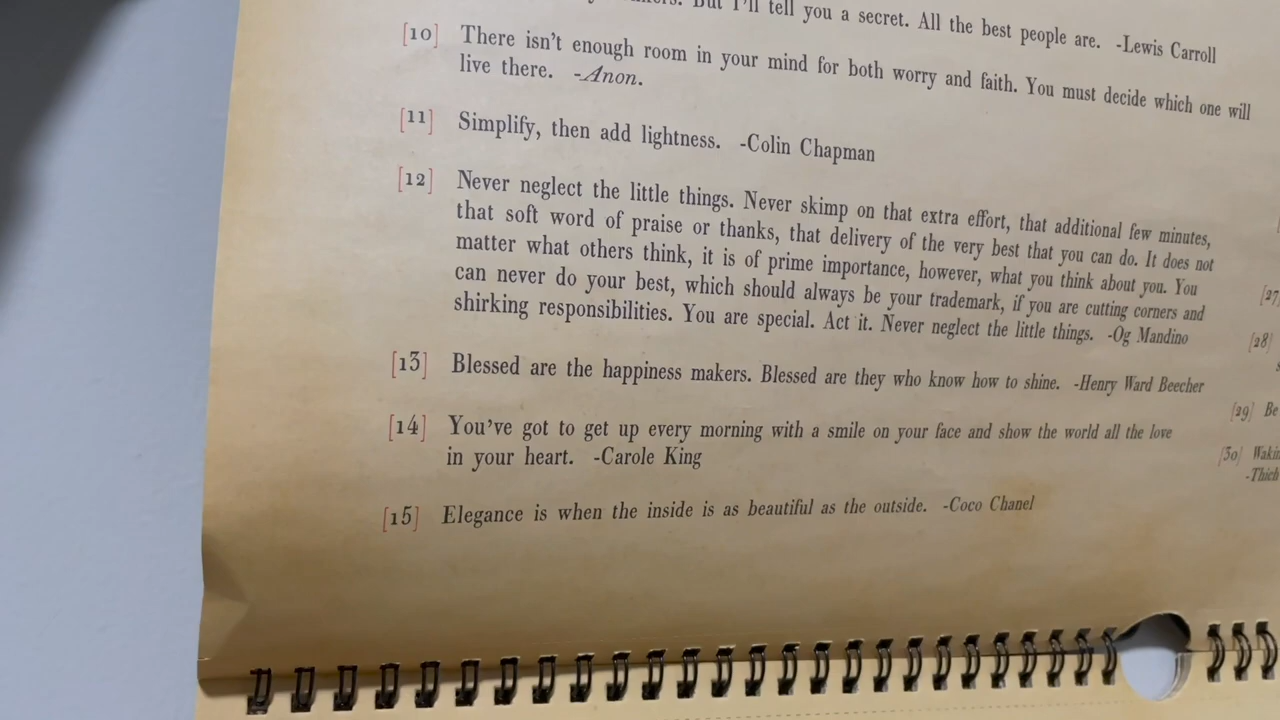 But I'll tell you a secret. All the best people are. -Lewis Carroll
[10] There isn't enough room in your mind for both worry and faith. You must decide which one will
live there. -Anon.
[11] Simplify, then add lightness. -Colin Chapman
[12] Never neglect the little things. Never skimp on that extra effort, that additional few minutes,
that soft word of praise or thanks, that delivery of the very best that you can do. It does not
matter what others think, it is of prime importance, however, what you think about you. You
can never do your best, which should always be your trademark, if you are cutting corners and
shirking responsibilities. You are special. Act it. Never neglect the little things. -Og Mandino
[13] Blessed are the happiness makers. Blessed are they who know how to shine. -Henry Ward Beecher
[14] You've got to get up every morning with a smile on your face and show the world all the love
in your heart. -Carole King
[15] Elegance is when the inside is as beautiful as the outside. -Coco Chanel
[27
[28]
[29] Be
[30]
-Thich